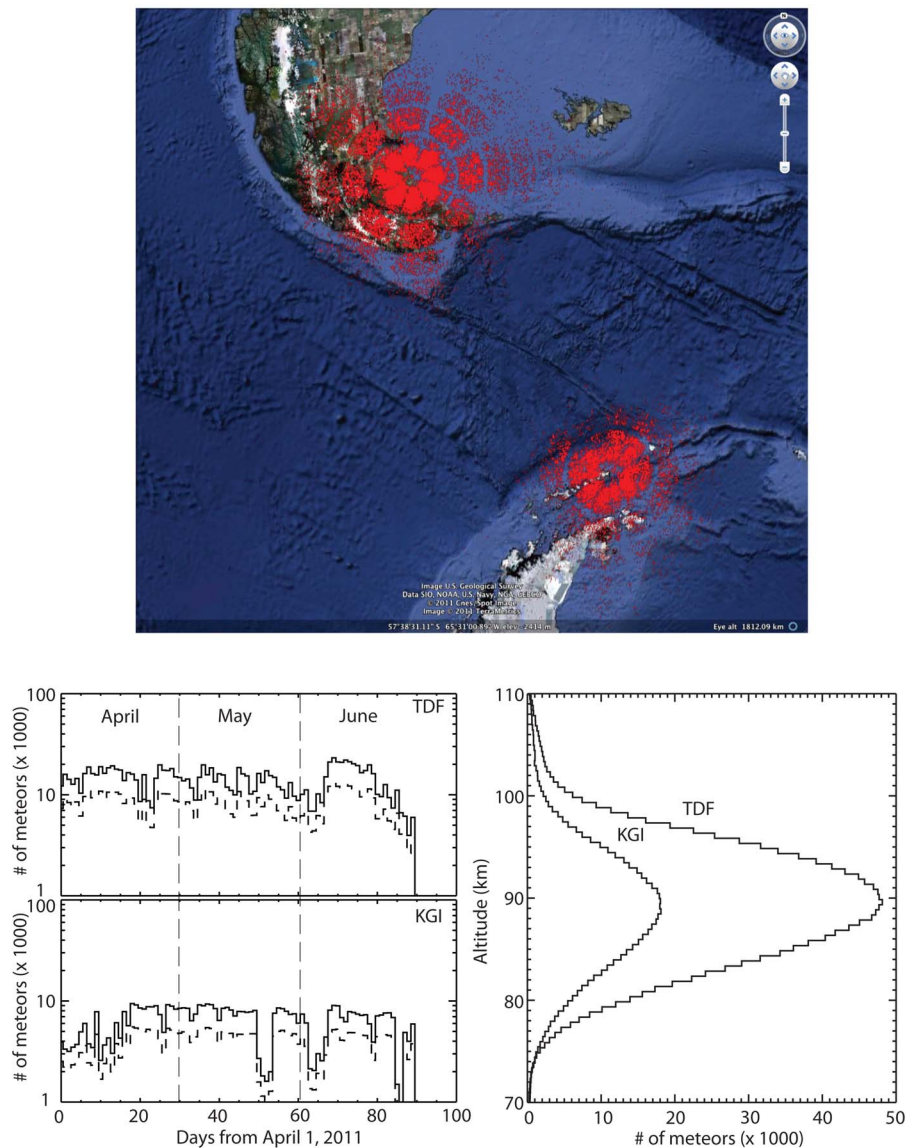 N
Image U.S. Geological Survey
Data SIO, NOAA, U.S. Navy, NGA, GEBCO
© 2011 Cnes/Spot Image
Image © 2011 TerraMetrics
57°38'31.11" S 65°31'00.89" W elev -2414 m
Eye alt 1812.09 km
100
10
1
# of meteors (x 1000)
April
May
June
TDF
100
10
1
# of meteors (x 1000)
KGI
0
20
40
60
80
100
Days from April 1, 2011
110
100
90
80
70
Altitude (km)
TDF
KGI
0
10
20
30
40
50
# of meteors (x 1000)